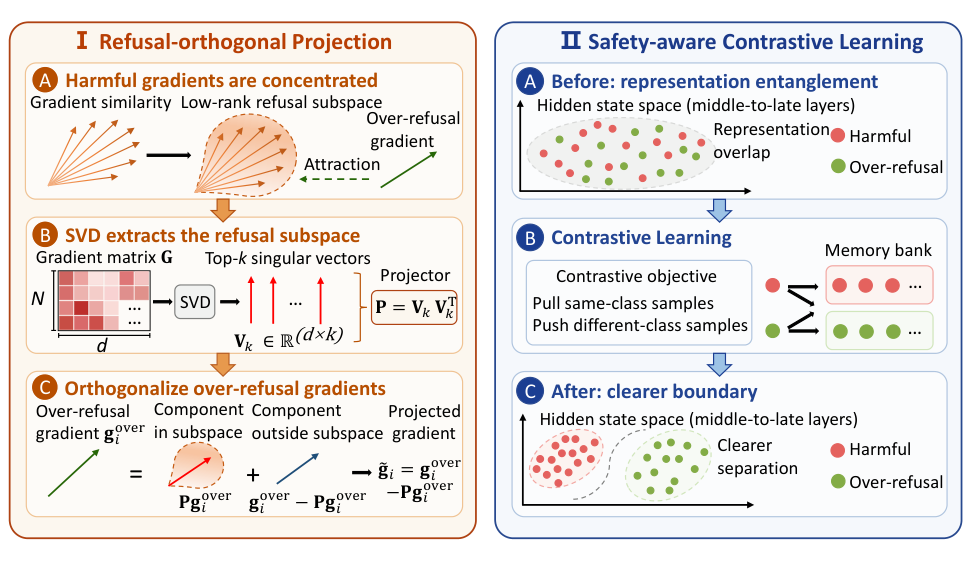 I Refusal-orthogonal Projection
A Harmful gradients are concentrated
Gradient similarity
Low-rank refusal subspace
Over-refusal
gradient
Attraction
B SVD extracts the refusal subspace
Gradient matrix G
Top-k singular vectors
Projector
N
...
...
d
SVD
...
V_k ∈ ℝ^(d×k)
P = V_k V_k^T
C Orthogonalize over-refusal gradients
Over-refusal
gradient g_i^over
Component
in subspace
Component
outside subspace
Projected
gradient
=
+
Pg_i^over
g_i^over − Pg_i^over
g̃_i = g_i^over
−Pg_i^over
II Safety-aware Contrastive Learning
A Before: representation entanglement
Hidden state space (middle-to-late layers)
Representation
overlap
Harmful
Over-refusal
B Contrastive Learning
Contrastive objective
Pull same-class samples
Push different-class samples
Memory bank
...
...
C After: clearer boundary
Hidden state space (middle-to-late layers)
Clearer
separation
Harmful
Over-refusal